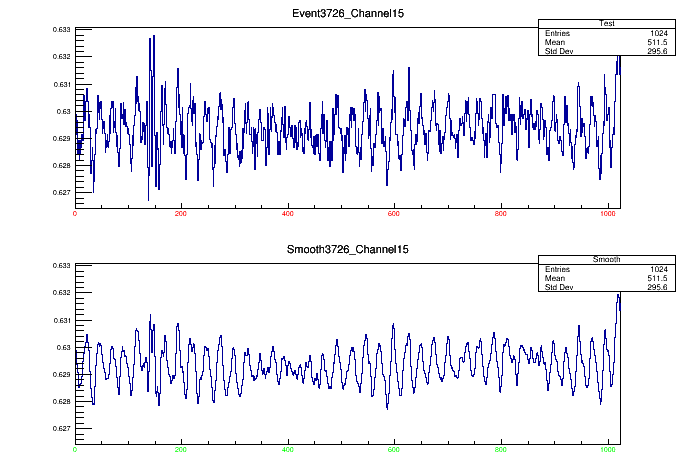 Event3726_Channel15
Test
Entries 1024
Mean 511.5
Std Dev 295.6
0.633
0.632
0.631
0.63
0.629
0.628
0.627
0 200 400 600 800 1000
Smooth3726_Channel15
Smooth
Entries 1024
Mean 511.5
Std Dev 295.6
0.633
0.632
0.631
0.63
0.629
0.628
0.627
0 200 400 600 800 1000